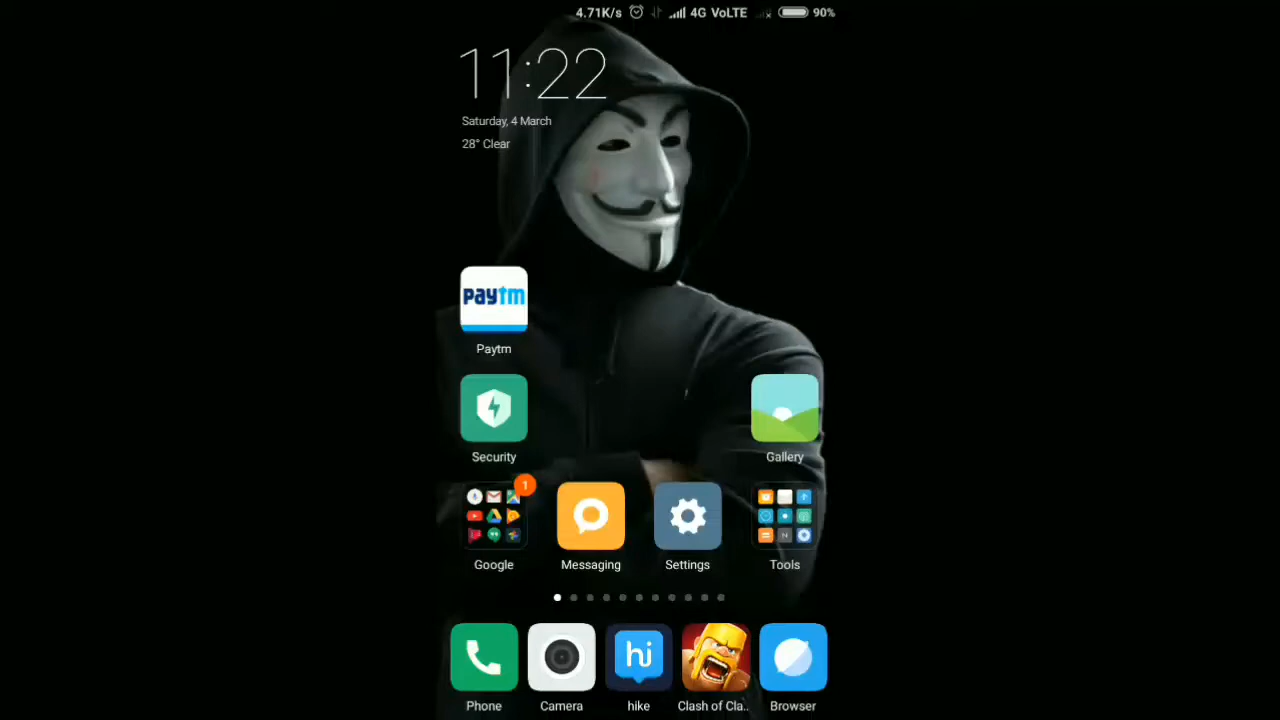 4.71K/s 4G VoLTE 90%
11:22
Saturday, 4 March
28° Clear
Paytm
Paytm
Security
Gallery
1
Google
Messaging
Settings
Tools
hi
Phone
Camera
hike
Clash of Cla..
Browser